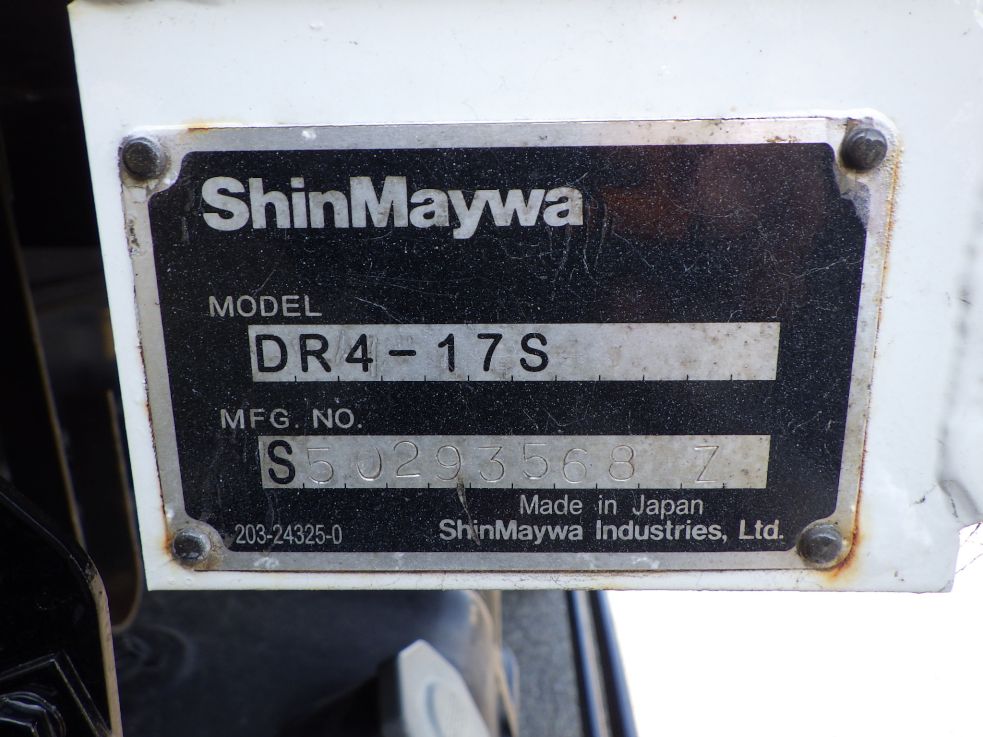 ShinMaywa
MODEL
DR4-17S
MFG. NO.
S50293568 Z
Made in Japan
203-24325-0
ShinMaywa Industries, Ltd.